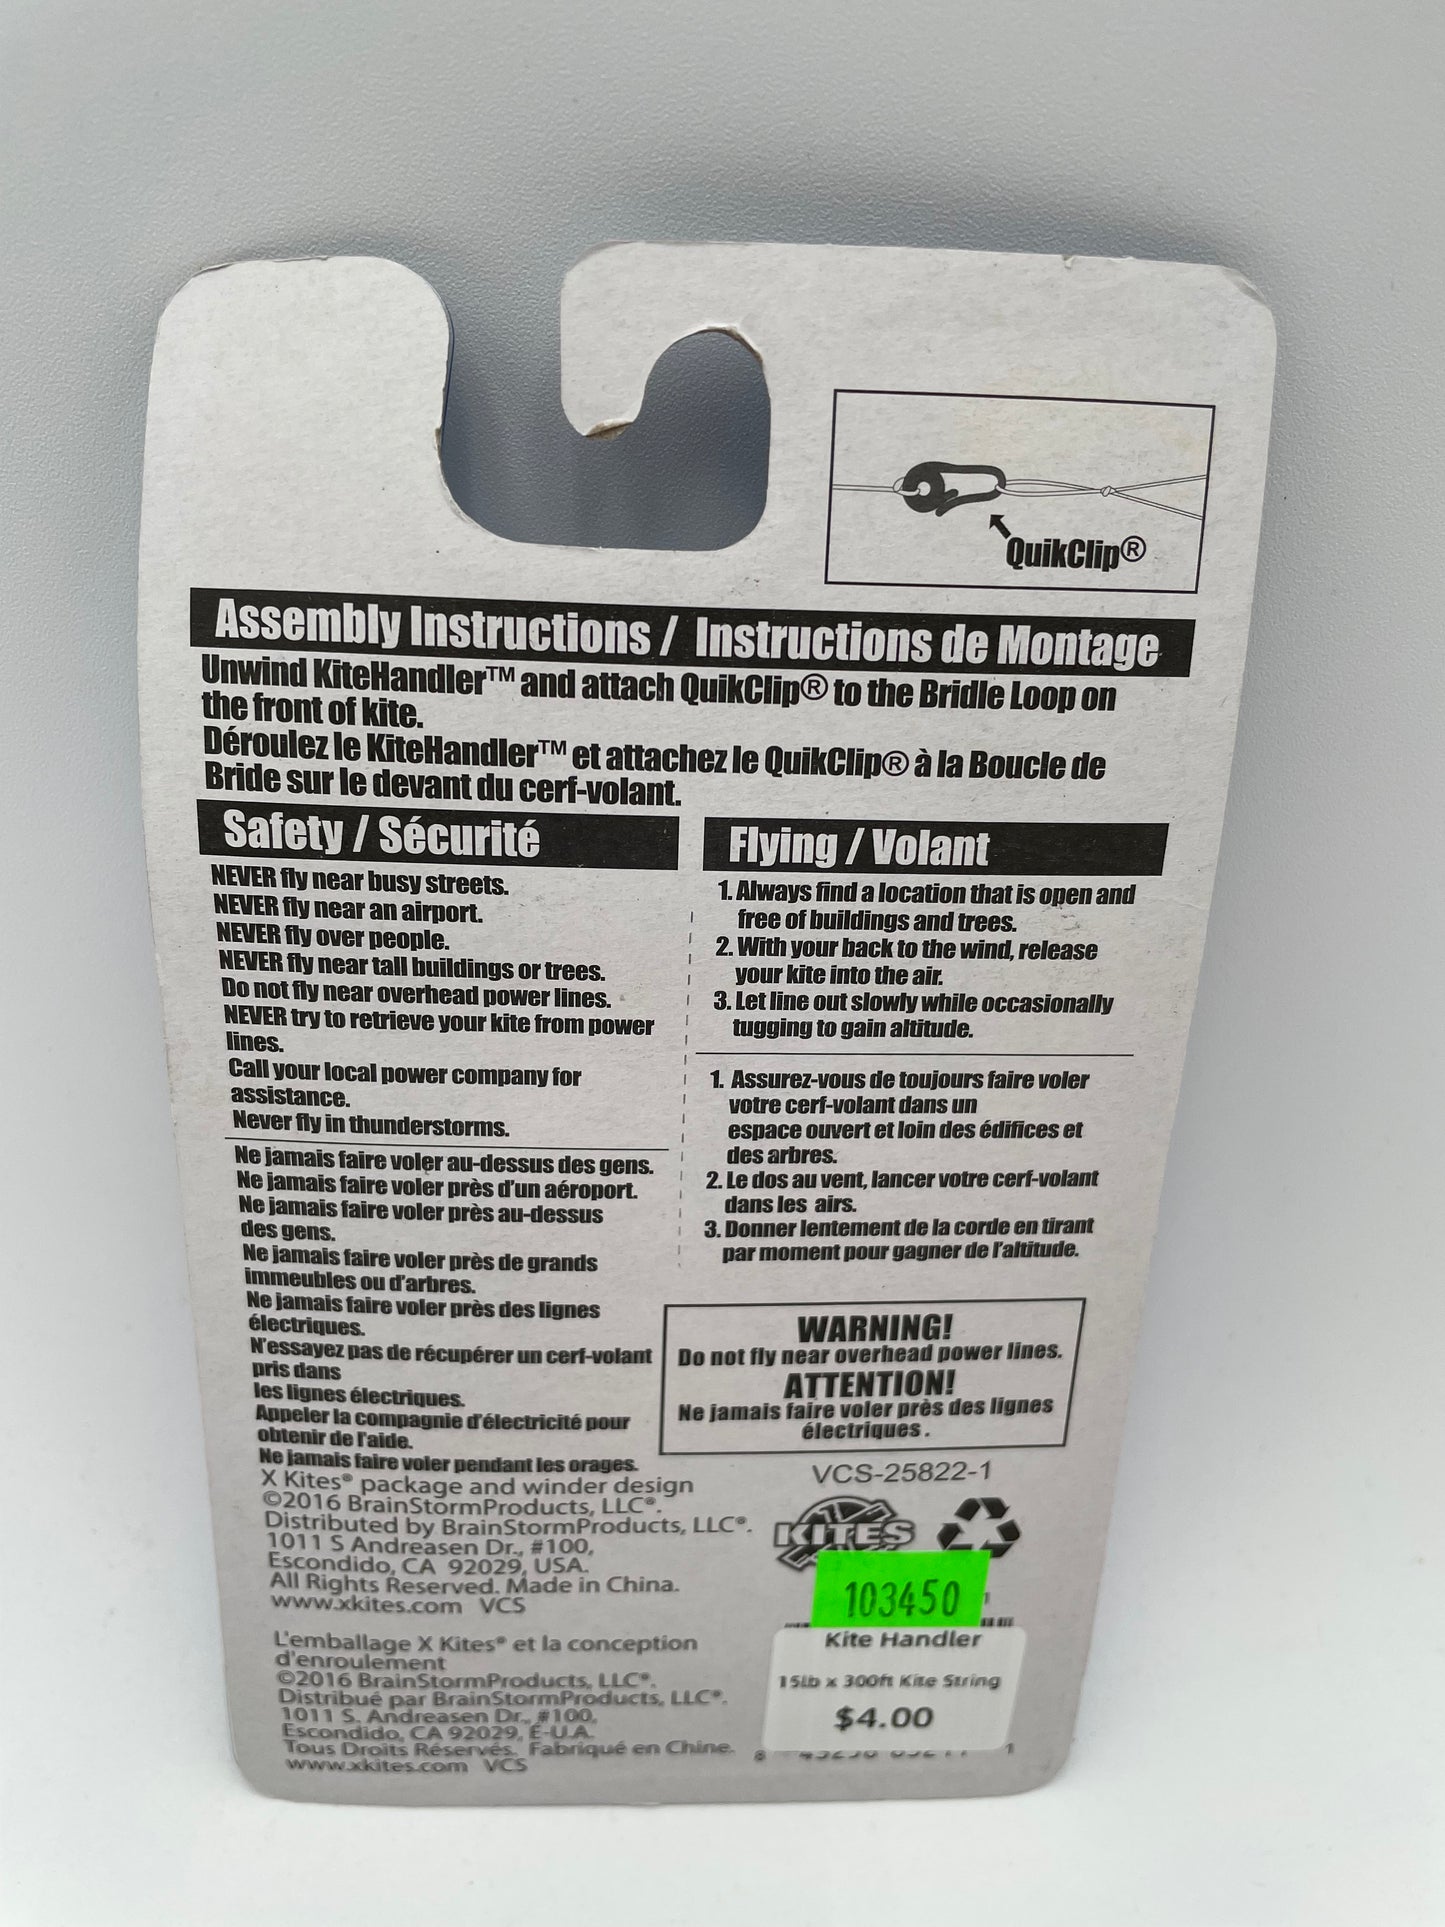 QuikClip®
Assembly Instructions / Instructions de Montage
Unwind KiteHandler™ and attach QuikClip® to the Bridle Loop on
the front of kite.
Déroulez le KiteHandler™ et attachez le QuikClip® à la Boucle de
Bride sur le devant du cerf-volant.
Safety / Sécurité
NEVER fly near busy streets.
NEVER fly near an airport.
NEVER fly over people.
NEVER fly near tall buildings or trees.
Do not fly near overhead power lines.
NEVER try to retrieve your kite from power
lines.
Call your local power company for
assistance.
Never fly in thunderstorms.
Ne jamais faire voler au-dessus des gens.
Ne jamais faire voler près d'un aéroport.
Ne jamais faire voler près au-dessus
des gens.
Ne jamais faire voler près de grands
immeubles ou d'arbres.
Ne jamais faire voler près des lignes
électriques.
N'essayez pas de récupérer un cerf-volant
pris dans
les lignes électriques.
Appeler la compagnie d'électricité pour
obtenir de l'aide.
Ne jamais faire voler pendant les orages.
Flying / Volant
1. Always find a location that is open and
free of buildings and trees.
2. With your back to the wind, release
your kite into the air.
3. Let line out slowly while occasionally
tugging to gain altitude.
1. Assurez-vous de toujours faire voler
votre cerf-volant dans un
espace ouvert et loin des édifices et
des arbres.
2. Le dos au vent, lancer votre cerf-volant
dans les airs.
3. Donner lentement de la corde en tirant
par moment pour gagner de l'altitude.
WARNING!
Do not fly near overhead power lines.
ATTENTION!
Ne jamais faire voler près des lignes
électriques.
X Kites® package and winder design
©2016 BrainStormProducts, LLC®.
Distributed by BrainStormProducts, LLC®.
1011 S Andreasen Dr., #100,
Escondido, CA 92029, USA.
All Rights Reserved. Made in China.
www.xkites.com VCS
L'emballage X Kites® et la conception
d'enroulement
©2016 BrainStormProducts, LLC®.
Distribué par BrainStormProducts, LLC®.
1011 S. Andreasen Dr., #100,
Escondido, CA 92029, É-U.A.
Tous Droits Réservés. Fabriqué en Chine.
www.xkites.com VCS
VCS-25822-1
KITES
103450
Kite Handler
15lb x 300ft Kite String
$4.00